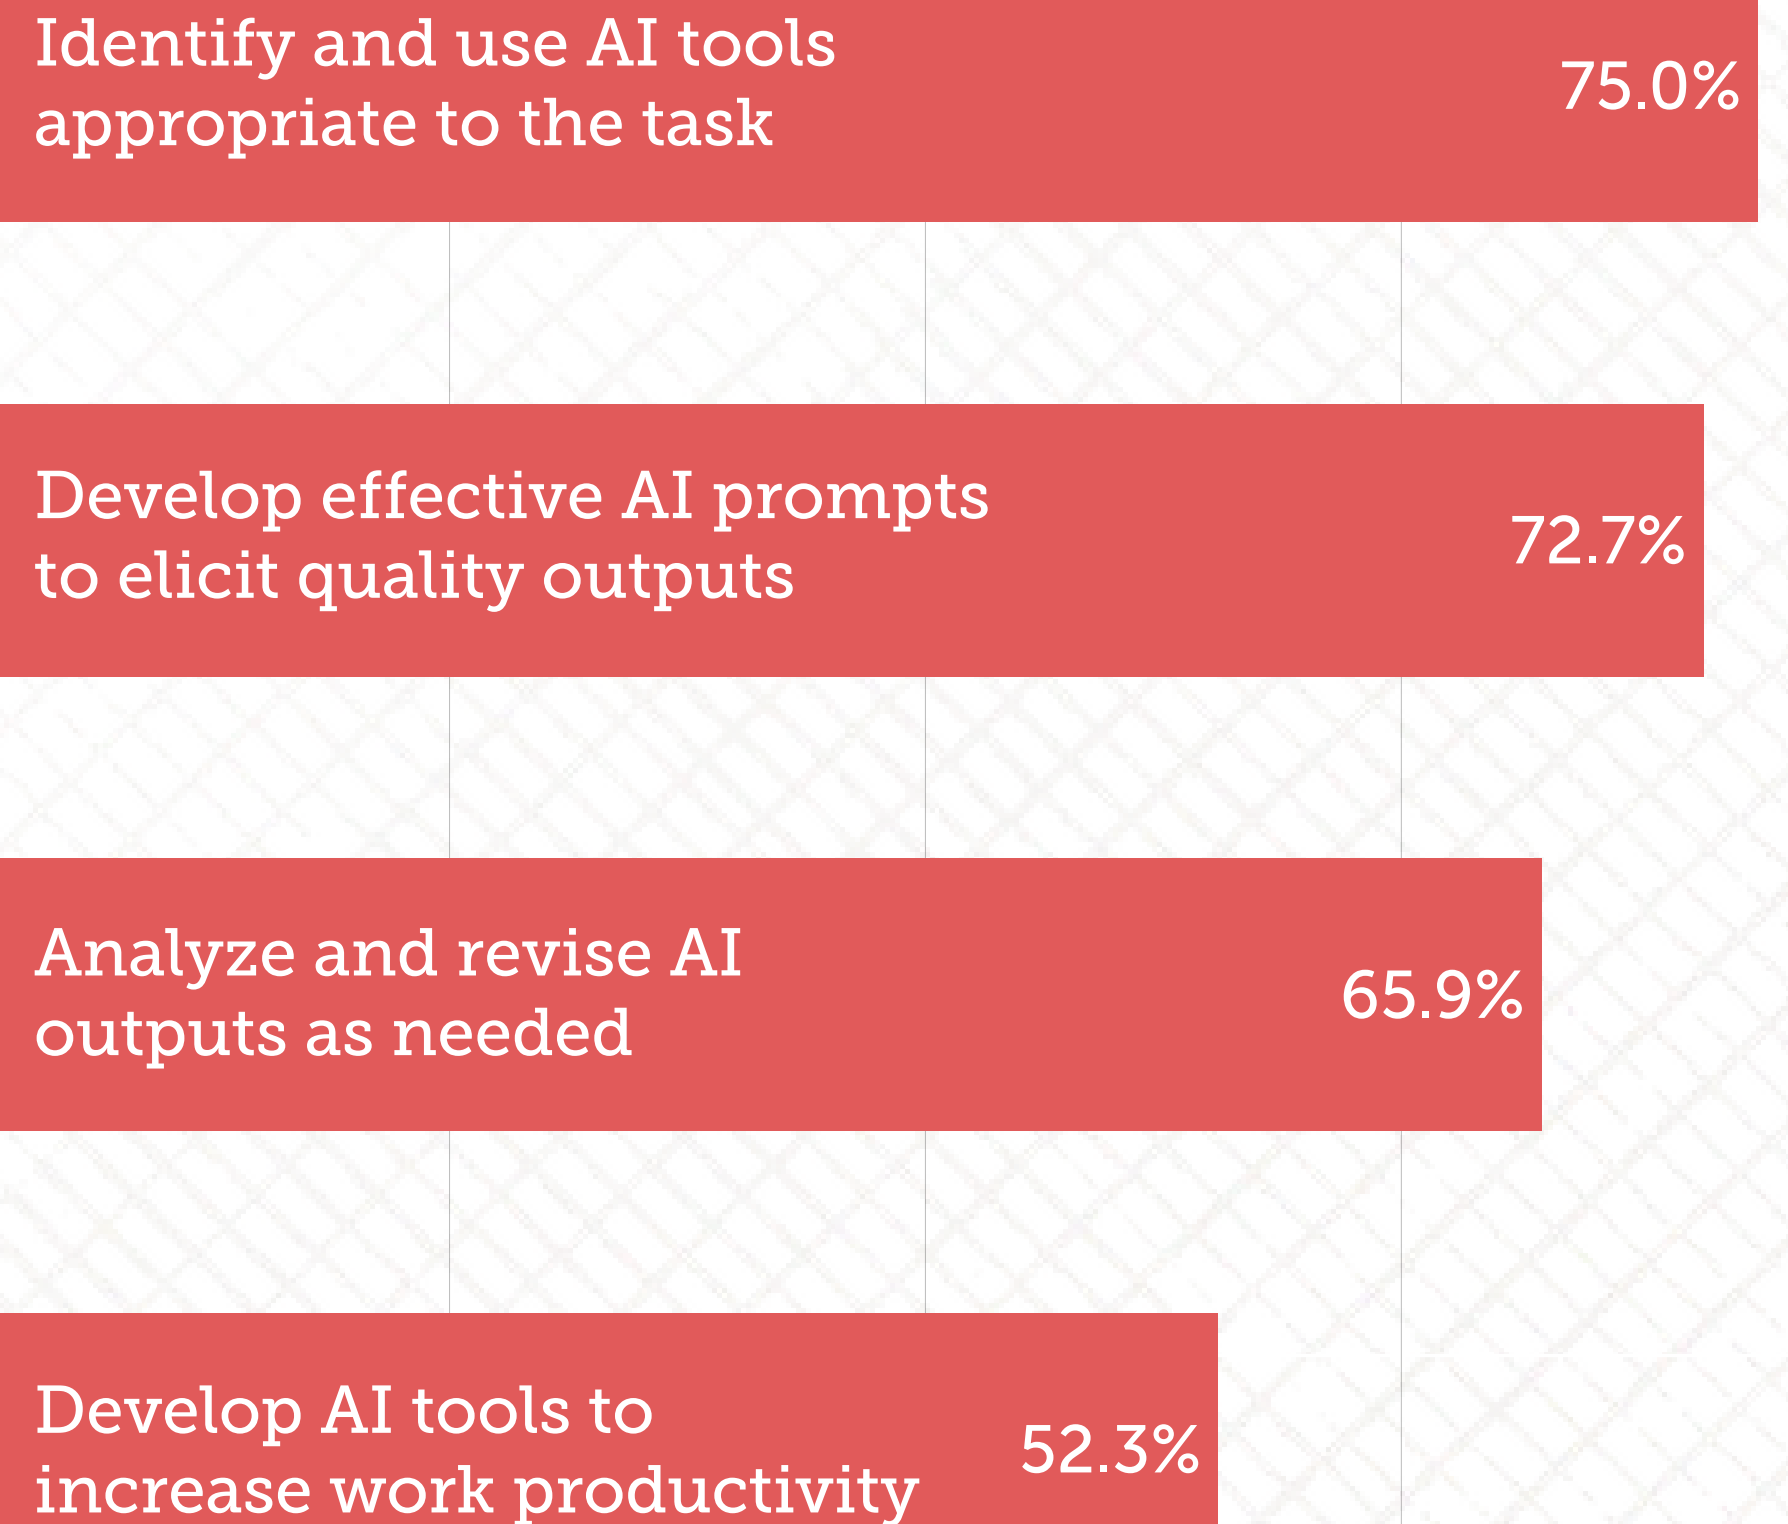 Identify and use AI tools
appropriate to the task
75.0%
Develop effective AI prompts
to elicit quality outputs
72.7%
Analyze and revise AI
outputs as needed
65.9%
Develop AI tools to
increase work productivity
52.3%